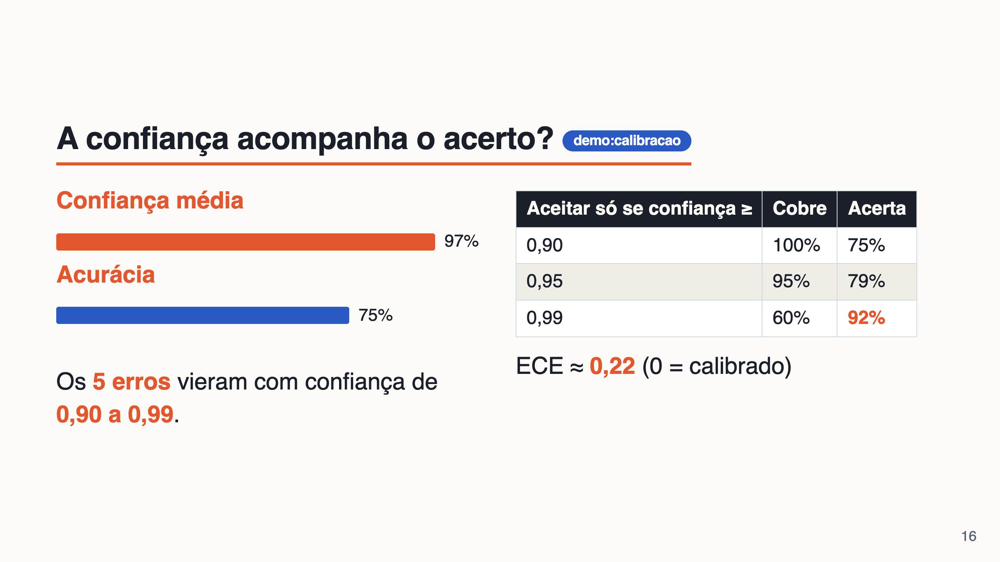 A confiança acompanha o acerto? demo:calibracao
Confiança média
97%
Acurácia
75%
Os 5 erros vieram com confiança de
0,90 a 0,99.
Aceitar só se confiança ≥ Cobre Acerta
0,90 100% 75%
0,95 95% 79%
0,99 60% 92%
ECE ≈ 0,22 (0 = calibrado)
16